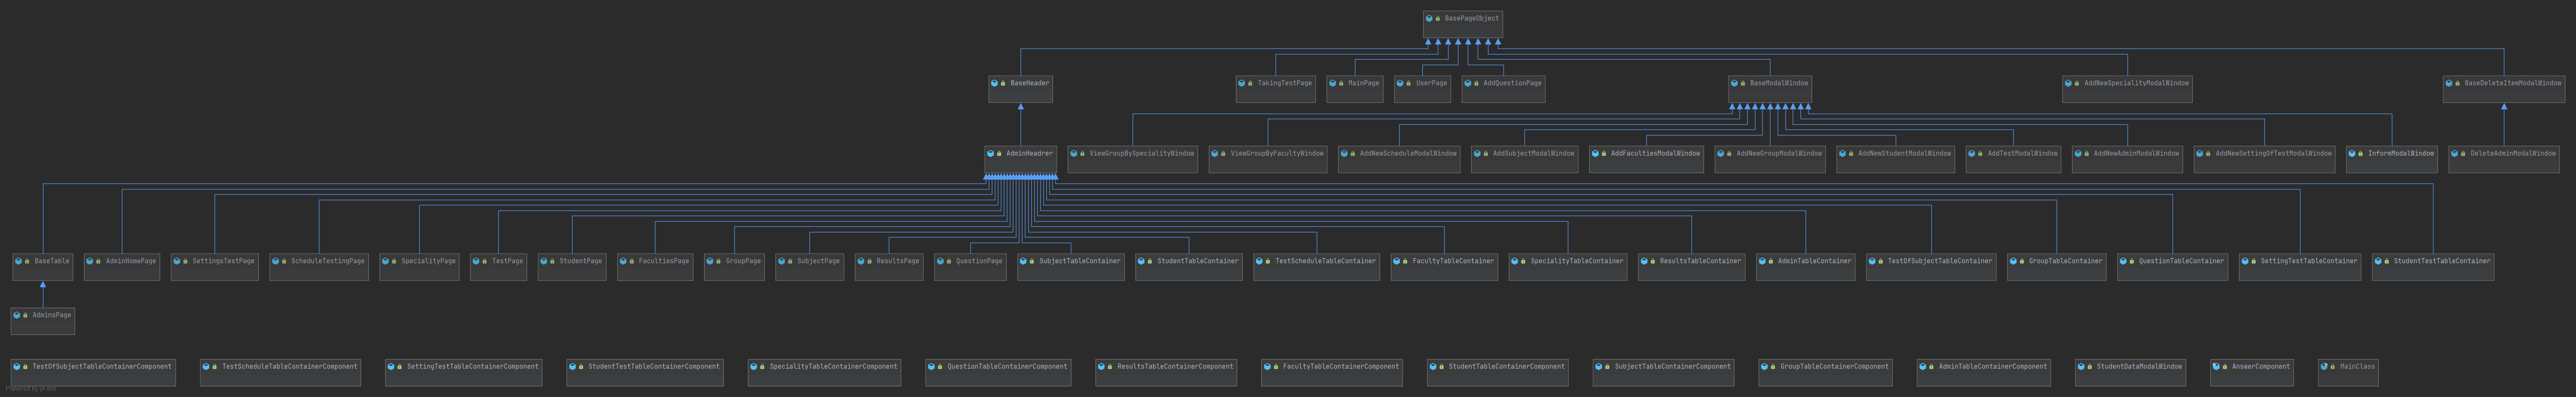 BasePageObject
BaseHeader
TakingTestPage
MainPage
UserPage
AddQuestionPage
BaseModalWindow
AddNewSpecialityModalWindow
BaseDeleteItemModalWindow
AdminHeadrer
ViewGroupBySpecialityWindow
ViewGroupByFacultyWindow
AddNewScheduleModalWindow
AddSubjectModalWindow
AddFacultiesModalWindow
AddNewGroupModalWindow
AddNewStudentModalWindow
AddTestModalWindow
AddNewAdminModalWindow
AddNewSettingOfTestModalWindow
InformModalWindow
DeleteAdminModalWindow
BaseTable
AdminHomePage
SettingsTestPage
ScheduleTestingPage
SpecialityPage
TestPage
StudentPage
FacultiesPage
GroupPage
SubjectPage
ResultsPage
QuestionPage
SubjectTableContainer
StudentTableContainer
TestScheduleTableContainer
FacultyTableContainer
SpecialityTableContainer
ResultsTableContainer
AdminTableContainer
TestOfSubjectTableContainer
GroupTableContainer
QuestionTableContainer
SettingTestTableContainer
StudentTestTableContainer
AdminsPage
TestOfSubjectTableContainerComponent
TestScheduleTableContainerComponent
SettingTestTableContainerComponent
StudentTestTableContainerComponent
SpecialityTableContainerComponent
QuestionTableContainerComponent
ResultsTableContainerComponent
FacultyTableContainerComponent
StudentTableContainerComponent
SubjectTableContainerComponent
GroupTableContainerComponent
AdminTableContainerComponent
StudentDataModalWindow
AnswerComponent
MainClass
Powered by yFiles